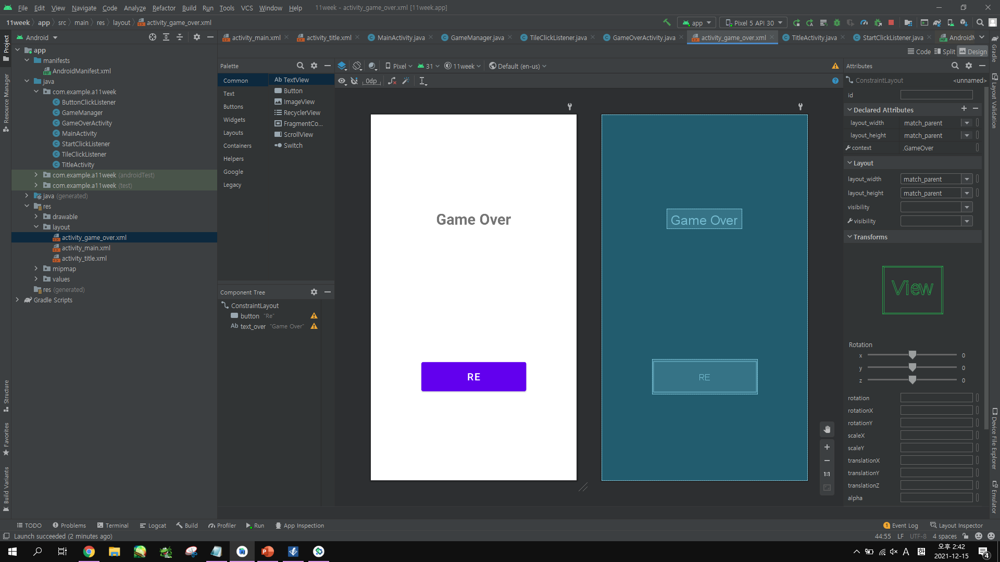 File Edit View Navigate Code Analyze Refactor Build Run Tools VCS Window Help 11week - activity_game_over.xml [11week.app]
11week app src main res layout activity_game_over.xml app Pixel 5 API 30
Project
Android
activity_main.xml activity_title.xml MainActivity.java GameManager.java TileClickListener.java GameOverActivity.java activity_game_over.xml TitleActivity.java StartClickListener.java
Code Split Design
Gradle
Layout Validation
Device File Explorer
Emulator
Resource Manager
Structure
Favorites
Build Variants
app
manifests
AndroidManifest.xml
java
com.example.a11week
ButtonClickListener
GameManager
GameOverActivity
MainActivity
StartClickListener
TileClickListener
TitleActivity
com.example.a11week (androidTest)
com.example.a11week (test)
java (generated)
res
drawable
layout
activity_game_over.xml
activity_main.xml
activity_title.xml
mipmap
values
res (generated)
Gradle Scripts
Palette
Common
Text
Buttons
Widgets
Layouts
Containers
Helpers
Google
Legacy
Ab TextView
Button
ImageView
RecyclerView
FragmentCo...
ScrollView
Switch
Component Tree
ConstraintLayout
button "Re"
Ab text_over "Game Over"
Pixel 31 11week Default (en-us)
0dp
Game Over
RE
Game Over
RE
1:1
Attributes
ConstraintLayout <unnamed>
id
Declared Attributes
layout_width match_parent
layout_height match_parent
context .GameOver
Layout
layout_width match_parent
layout_height match_parent
visibility
visibility
Transforms
View
Rotation
x 0
y 0
z 0
rotation
rotationX
rotationY
scaleX
scaleY
translationX
translationY
translationZ
alpha
TODO Problems Terminal Logcat Build Profiler Run App Inspection 1 Event Log Layout Inspector
Launch succeeded (2 minutes ago) 44:55 LF UTF-8 4 spaces
A 한 오후 2:42
2021-12-15
4